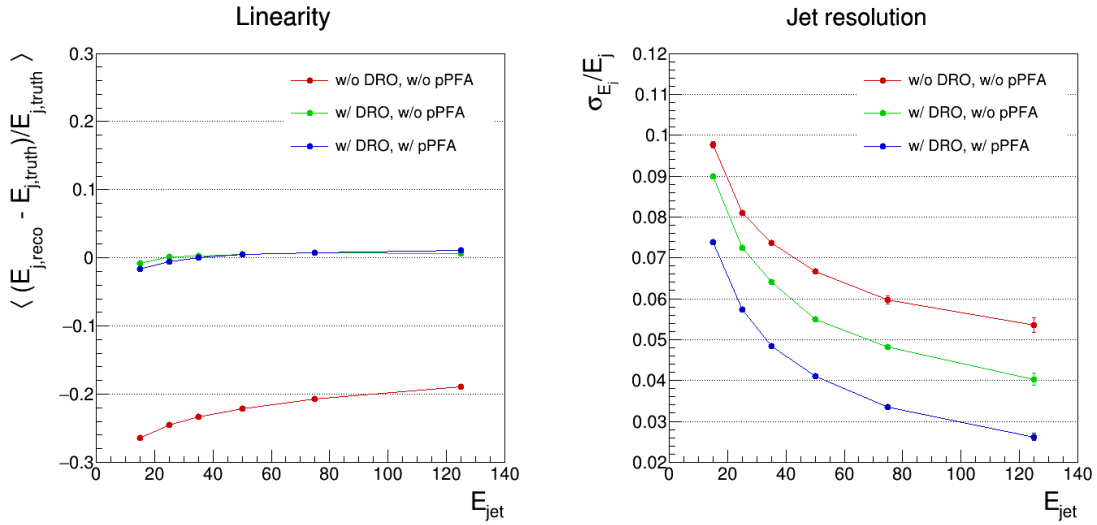 Linearity
⟨ (E_j,reco - E_j,truth)/E_j,truth ⟩
0.3
0.2
0.1
0
−0.1
−0.2
−0.3
w/o DRO, w/o pPFA
w/ DRO, w/o pPFA
w/ DRO, w/ pPFA
0 20 40 60 80 100 120 140
E_jet
Jet resolution
σ_E_j/E_j
0.12
0.11
0.1
0.09
0.08
0.07
0.06
0.05
0.04
0.03
0.02
w/o DRO, w/o pPFA
w/ DRO, w/o pPFA
w/ DRO, w/ pPFA
0 20 40 60 80 100 120 140
E_jet